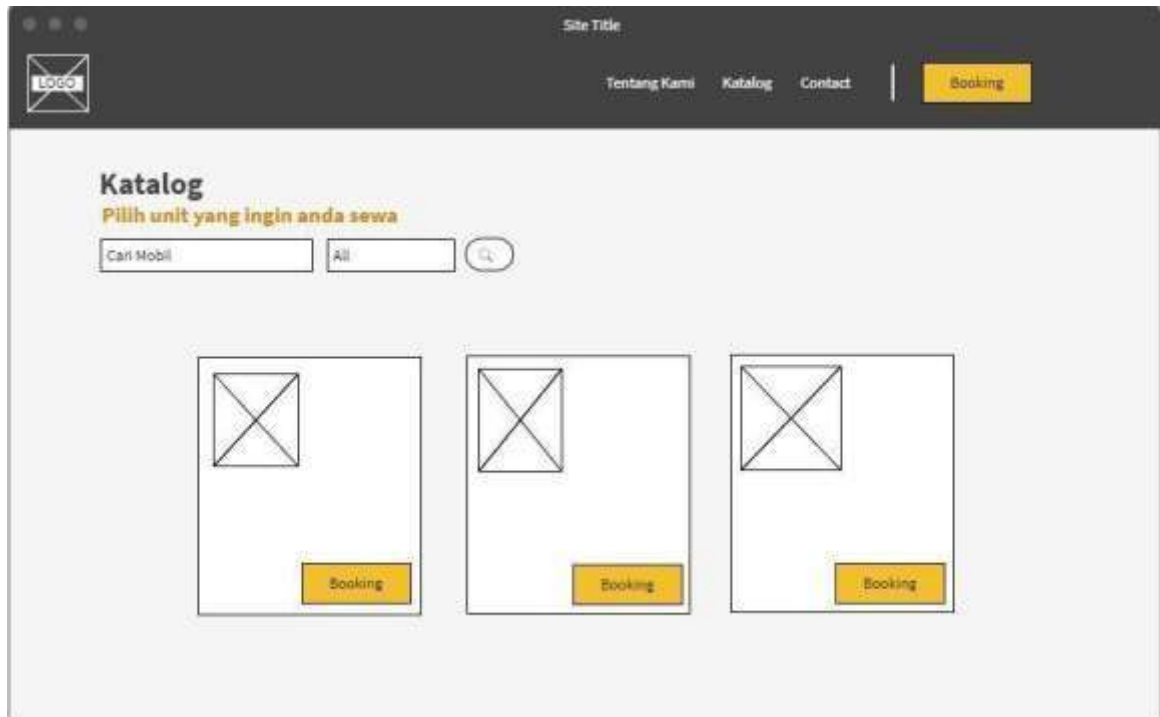 Site Title
LOGO
Tentang Kami Katalog Contact Booking
Katalog
Pilih unit yang ingin anda sewa
Cari Mobil All
Booking Booking Booking